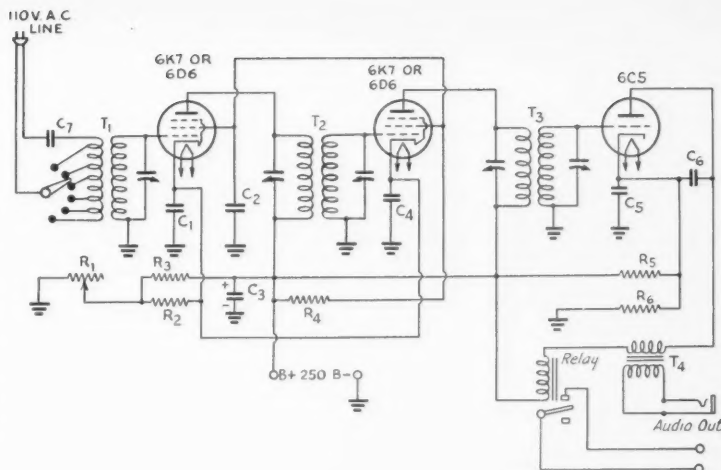 110V. A.C.
LINE
6K7 OR
6D6
6K7 OR
6D6
6C5
C7
T1
T2
T3
C6
C1
C2
C4
C5
R1
R3
+
-
C3
R2
R4
R5
R6
B+ 250 B-
Relay
T4
Audio Out